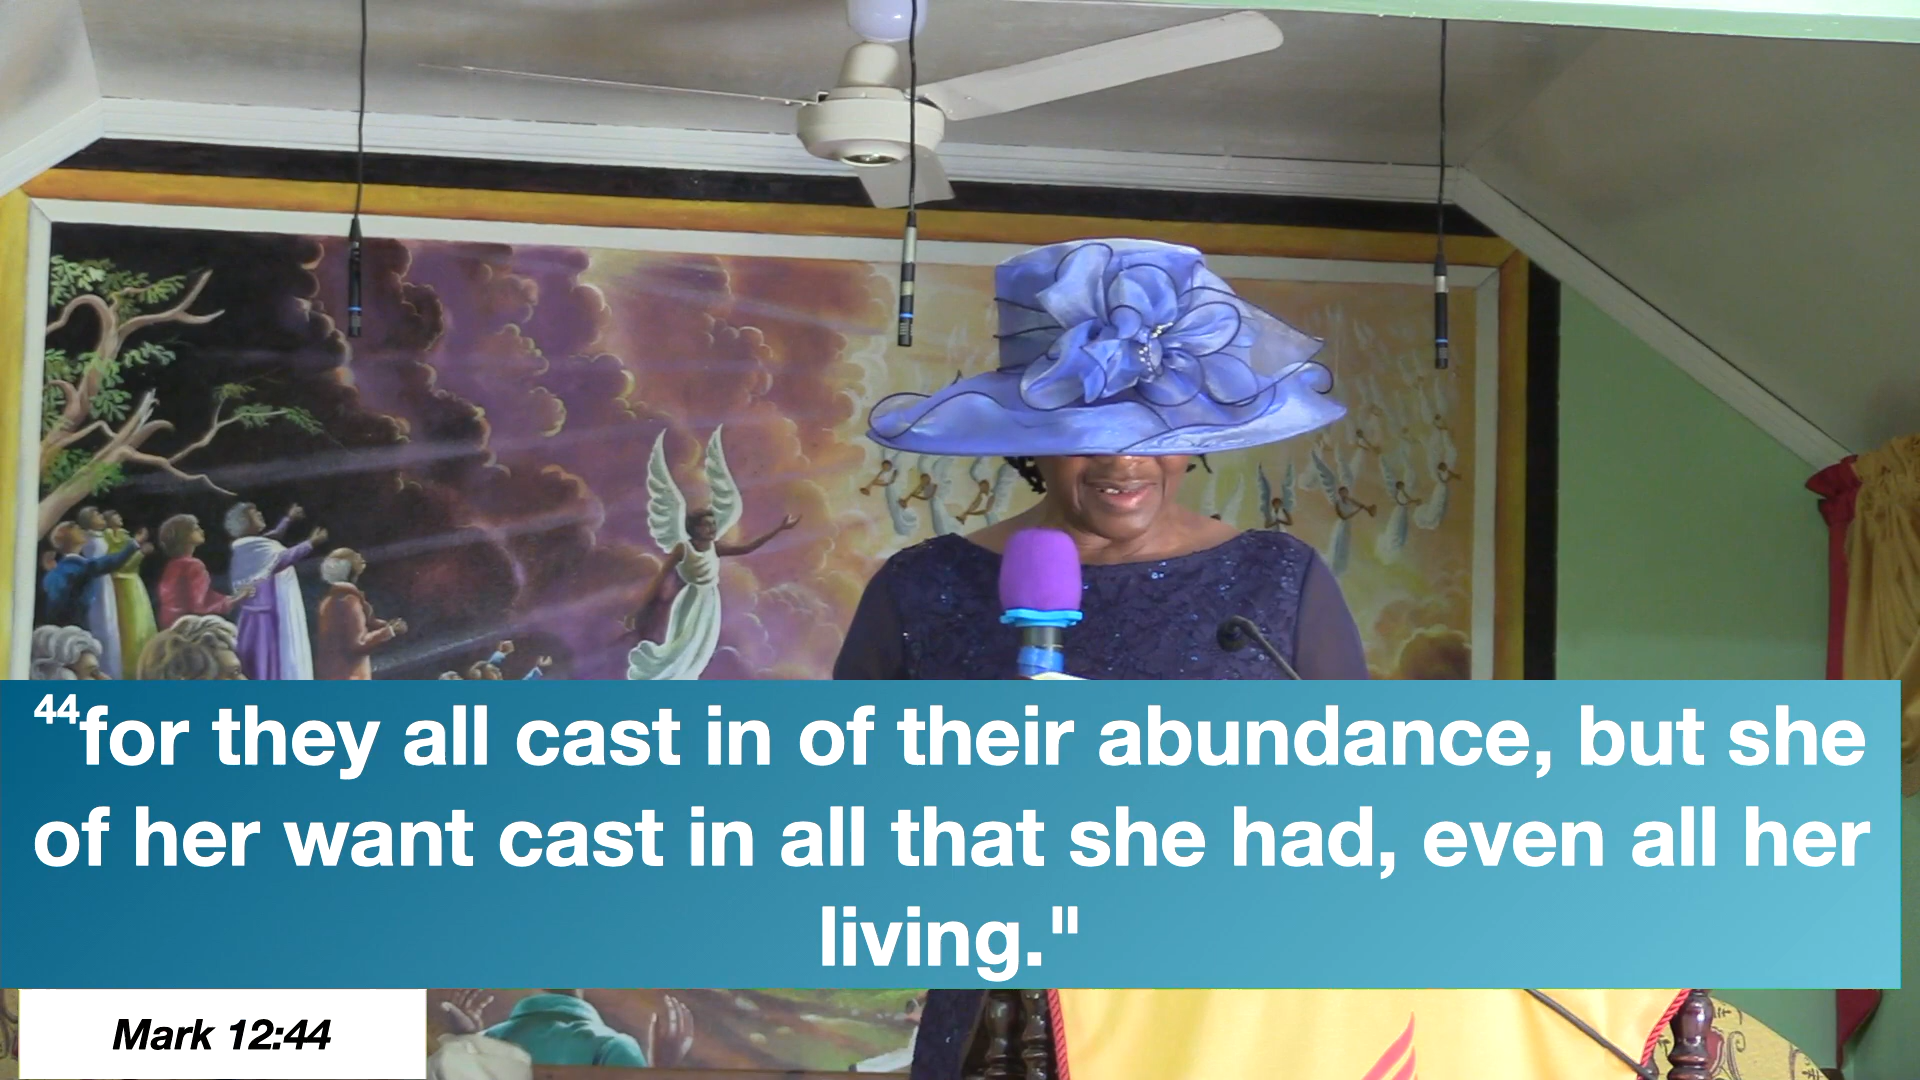 44for they all cast in of their abundance, but she
of her want cast in all that she had, even all her
living."
Mark 12:44